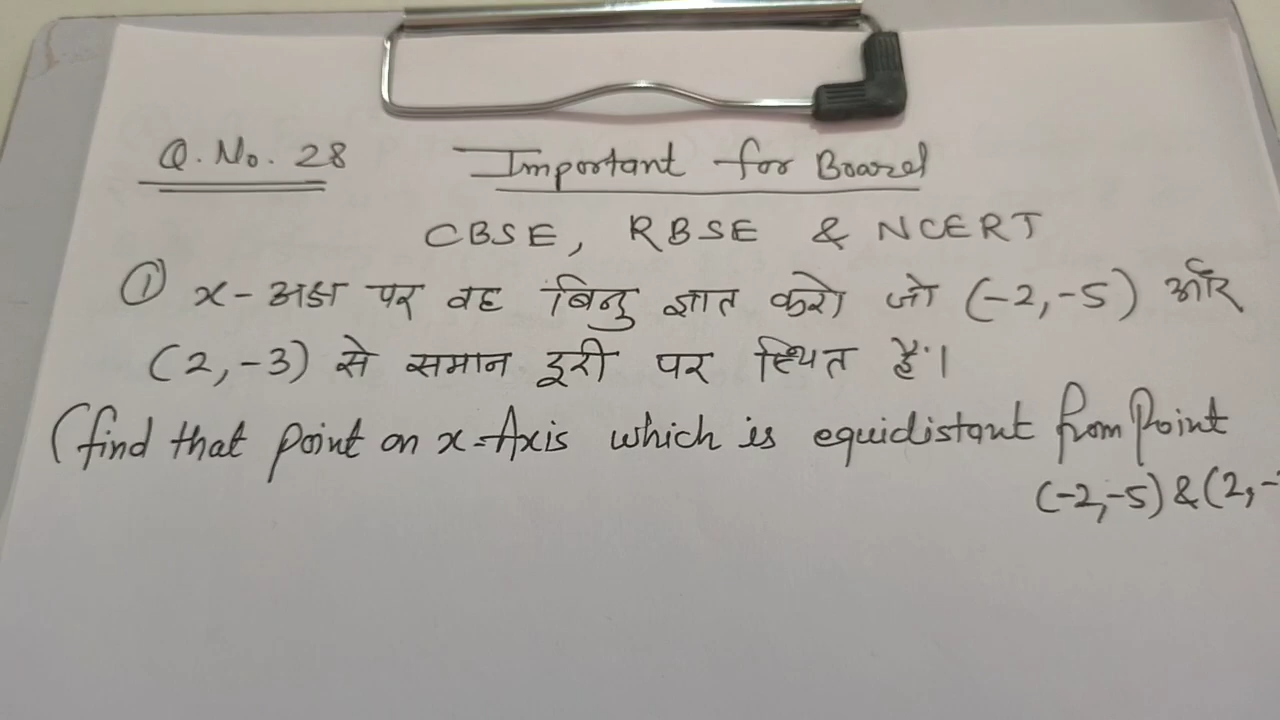 Q. No. 28 Important for Board
CBSE, RBSE & NCERT
① x-अक्ष पर वह बिन्दु ज्ञात करो जो (-2,-5) और
(2,-3) से समान दूरी पर स्थित हैं।
(find that point on x-Axis which is equidistant from Point
(-2,-5) & (2,-